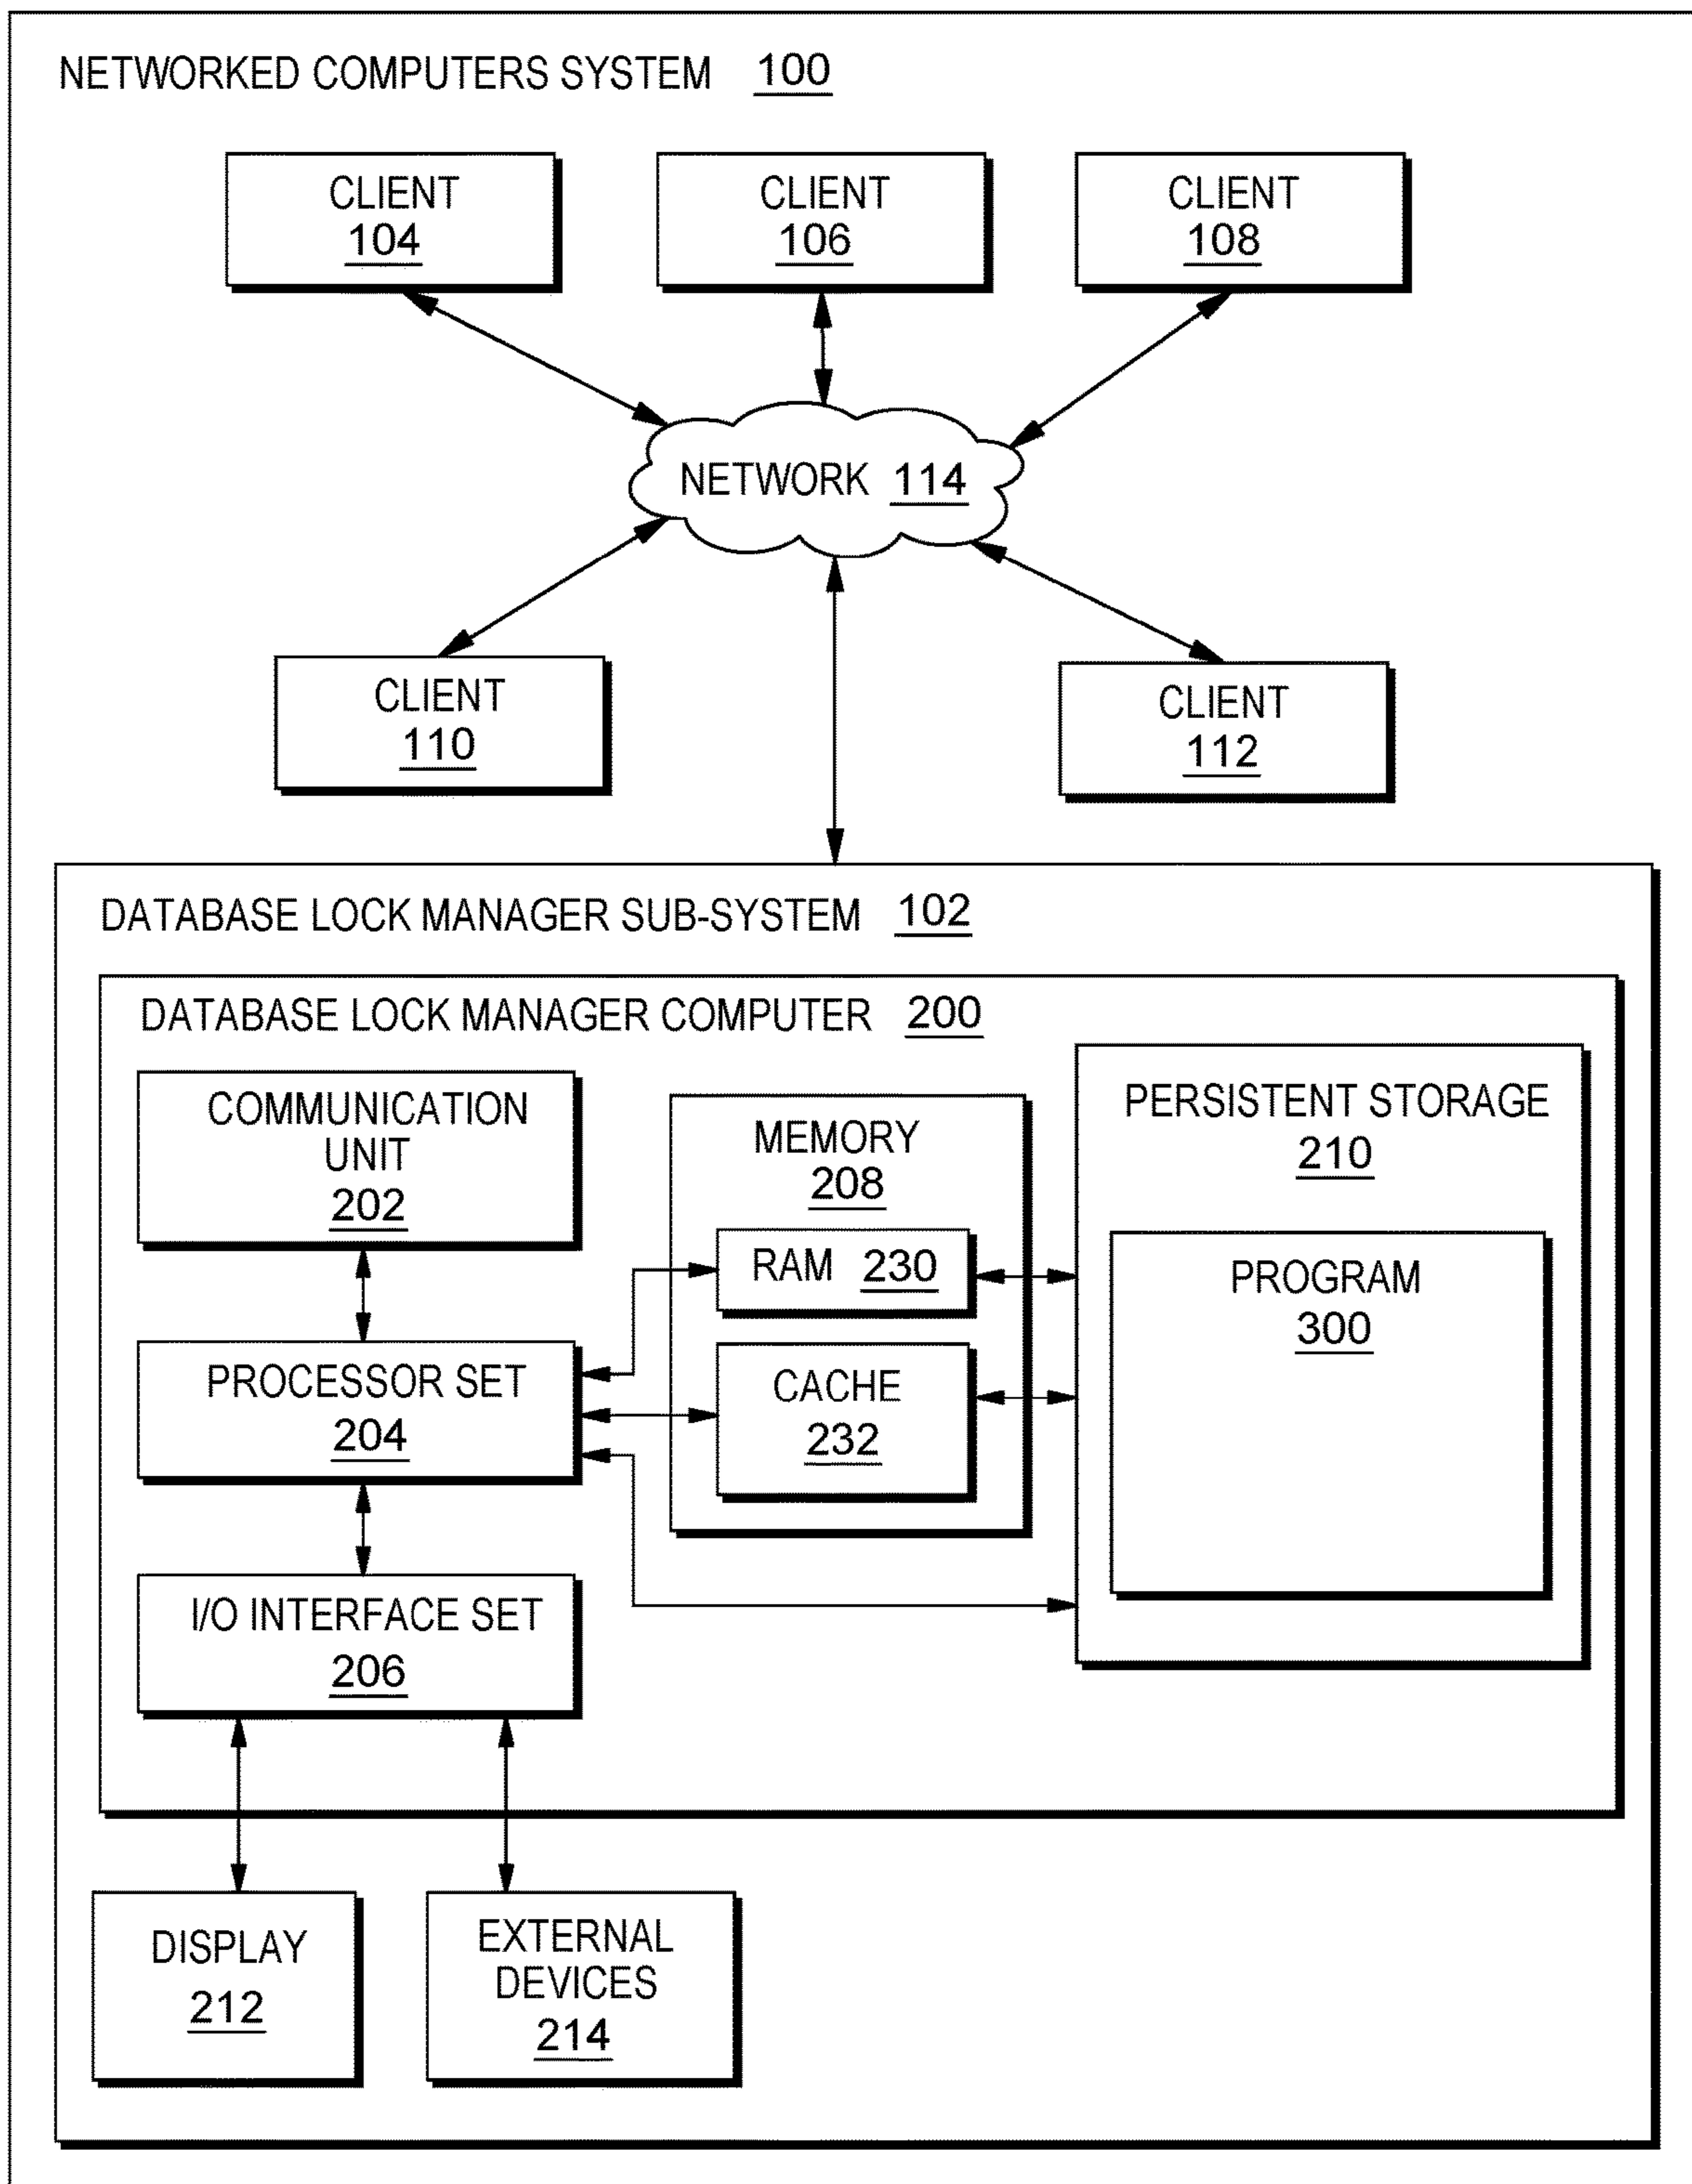 NETWORKED COMPUTERS SYSTEM 100
CLIENT
104
CLIENT
106
CLIENT
108
NETWORK 114
CLIENT
110
CLIENT
112
DATABASE LOCK MANAGER SUB-SYSTEM 102
DATABASE LOCK MANAGER COMPUTER 200
COMMUNICATION
UNIT
202
PROCESSOR SET
204
I/O INTERFACE SET
206
MEMORY
208
RAM 230
CACHE
232
PERSISTENT STORAGE
210
PROGRAM
300
DISPLAY
212
EXTERNAL
DEVICES
214